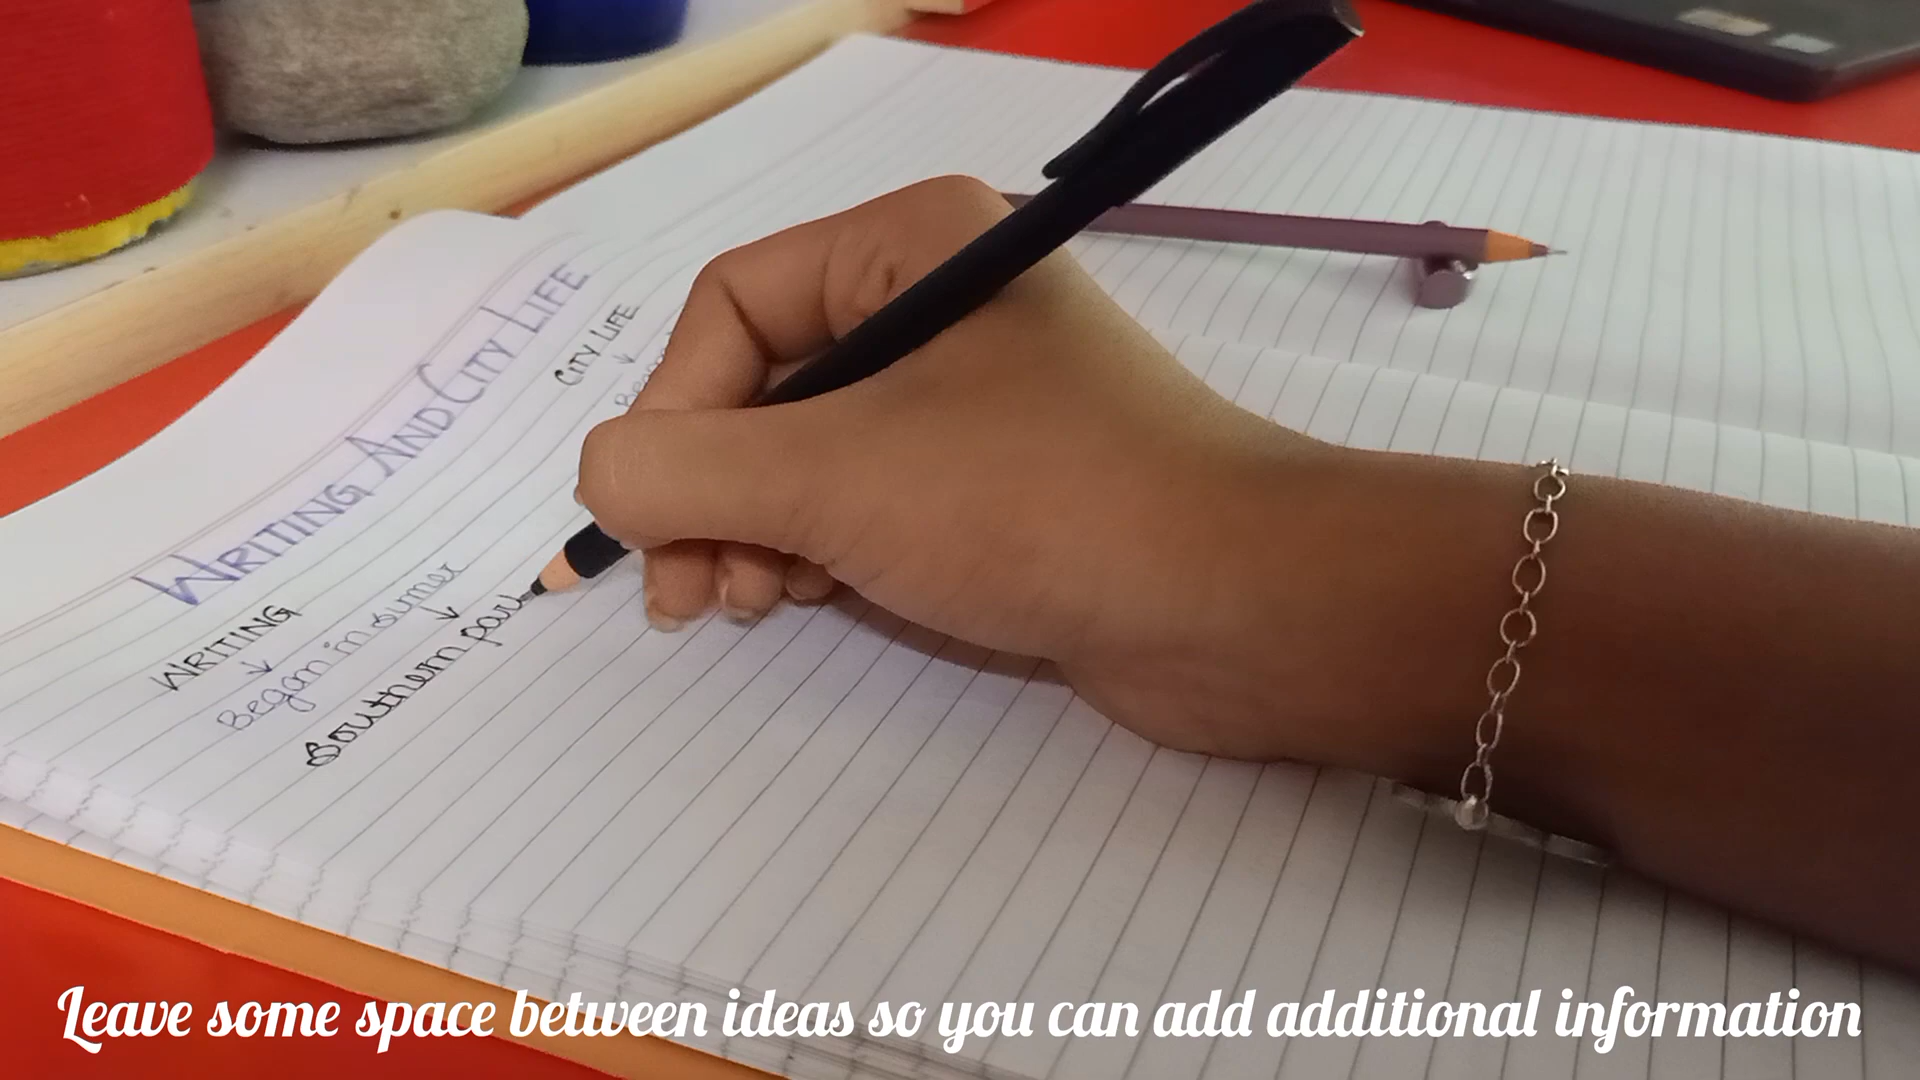 WRITING AND CITY LIFE
CITY LIFE
WRITING
Began in sumer
Southern
Leave some space between ideas so you can add additional information